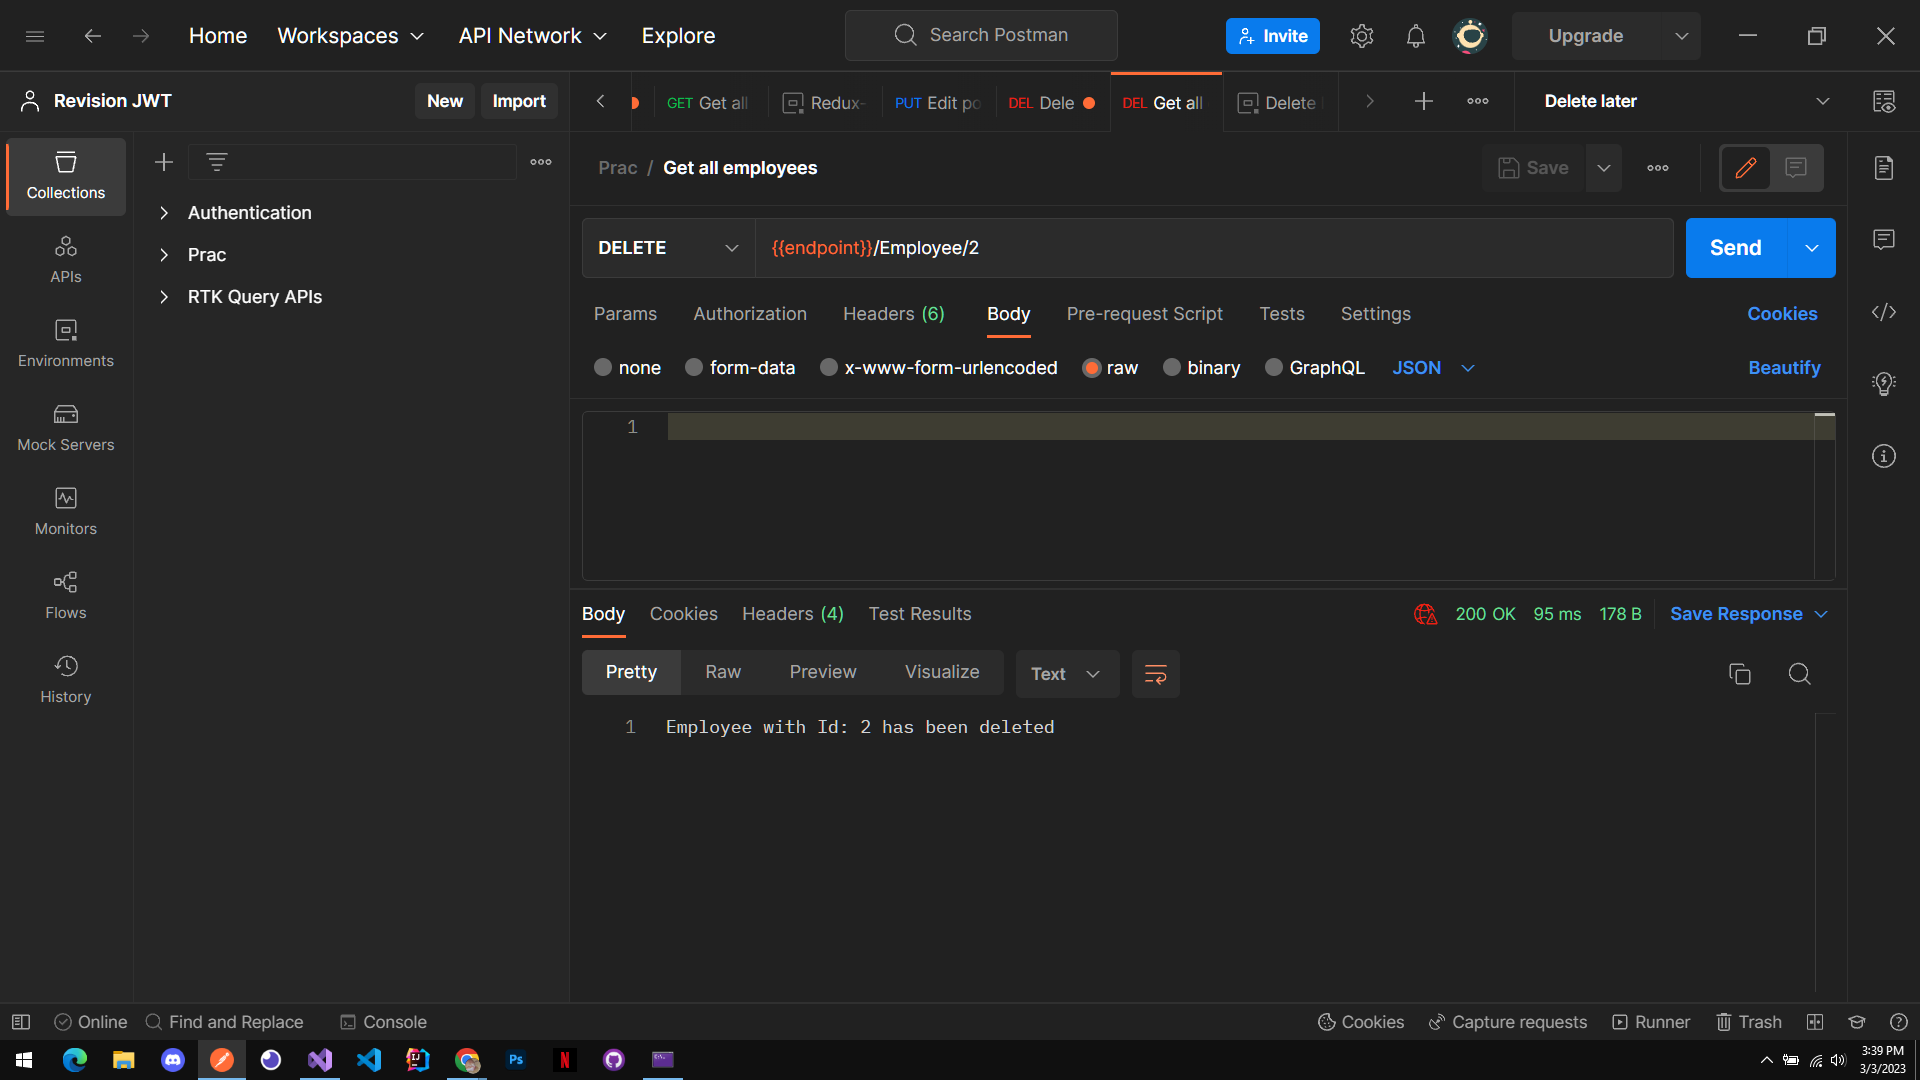 Home Workspaces API Network Explore Search Postman Invite Upgrade
Revision JWT New Import
GET Get all Redux- PUT Edit po DEL Dele DEL Get all Delete Delete later
Collections
APIs
Environments
Mock Servers
Monitors
Flows
History
Authentication
Prac
RTK Query APIs
Prac / Get all employees Save
DELETE {{endpoint}}/Employee/2 Send
Params Authorization Headers (6) Body Pre-request Script Tests Settings Cookies
none form-data x-www-form-urlencoded raw binary GraphQL JSON Beautify
1
Body Cookies Headers (4) Test Results 200 OK 95 ms 178 B Save Response
Pretty Raw Preview Visualize Text
1 Employee with Id: 2 has been deleted
Online Find and Replace Console Cookies Capture requests Runner Trash
Ps N
3:39 PM
3/3/2023